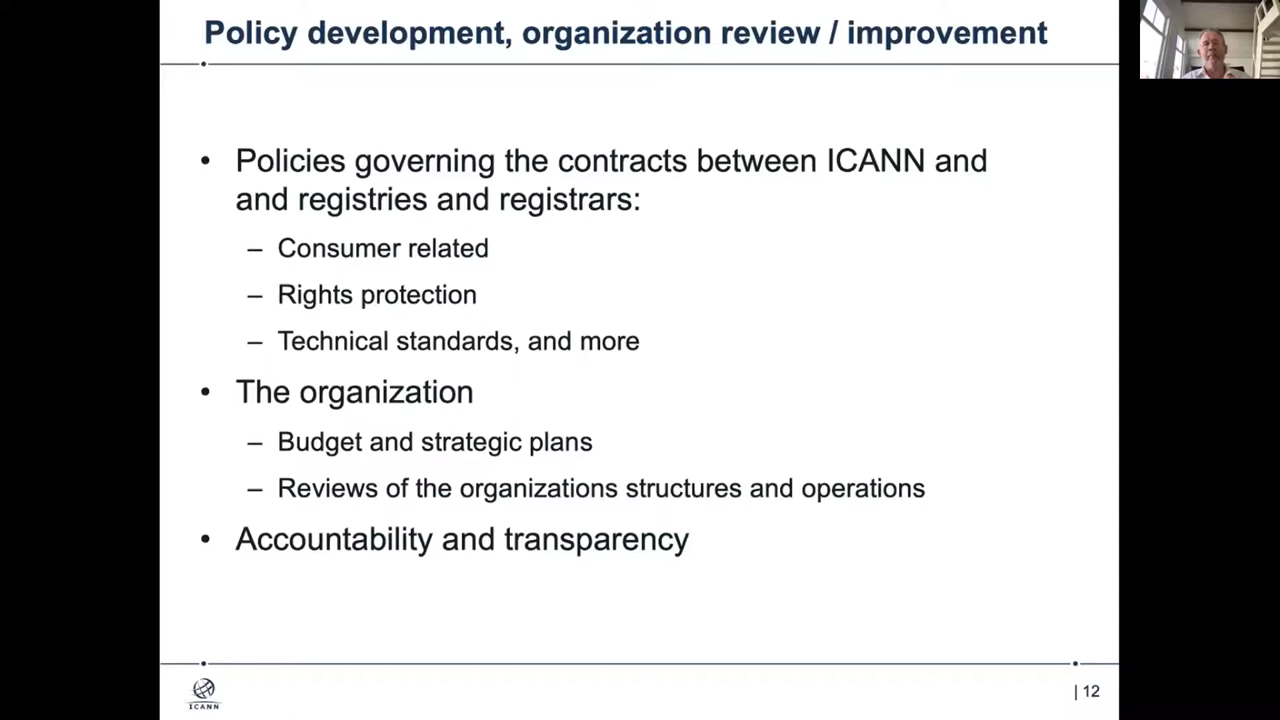 Policy development, organization review / improvement
• Policies governing the contracts between ICANN and
and registries and registrars:
– Consumer related
– Rights protection
– Technical standards, and more
• The organization
– Budget and strategic plans
– Reviews of the organizations structures and operations
• Accountability and transparency
ICANN
| 12